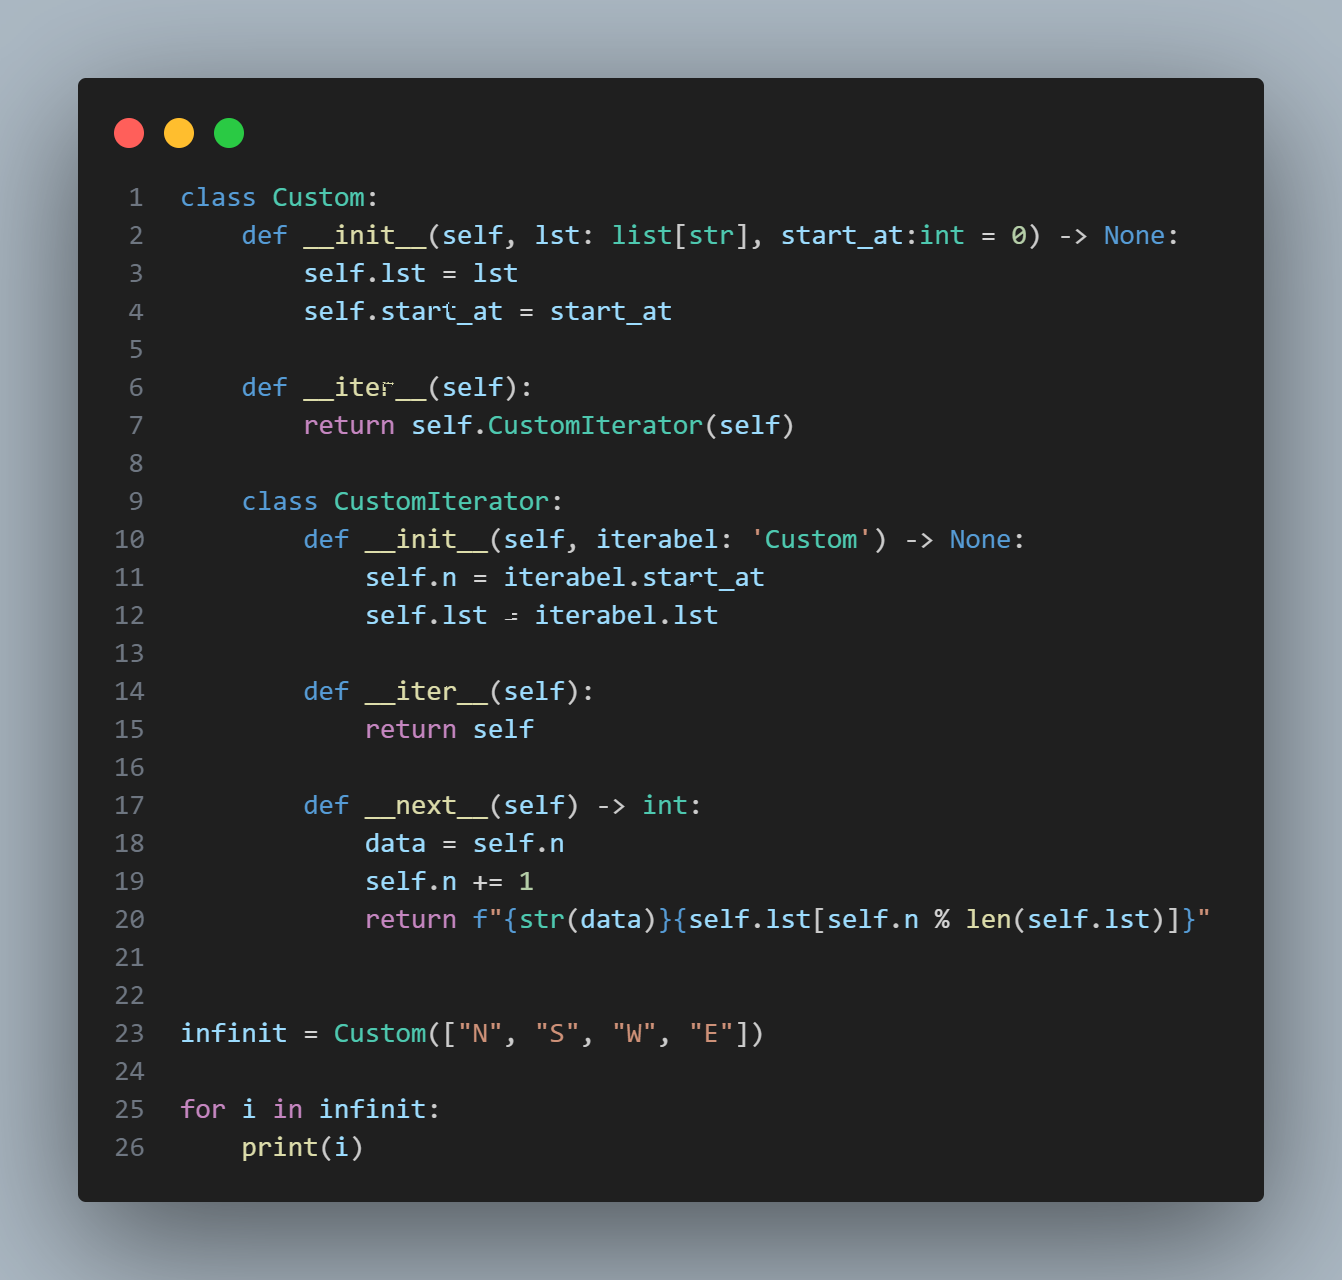 1 class Custom:
2     def __init__(self, lst: list[str], start_at:int = 0) -> None:
3         self.lst = lst
4         self.start_at = start_at
5
6     def __iter__(self):
7         return self.CustomIterator(self)
8
9     class CustomIterator:
10         def __init__(self, iterabel: 'Custom') -> None:
11             self.n = iterabel.start_at
12             self.lst = iterabel.lst
13
14         def __iter__(self):
15             return self
16
17         def __next__(self) -> int:
18             data = self.n
19             self.n += 1
20             return f"{str(data)}{self.lst[self.n % len(self.lst)]}"
21
22
23 infinit = Custom(["N", "S", "W", "E"])
24
25 for i in infinit:
26     print(i)